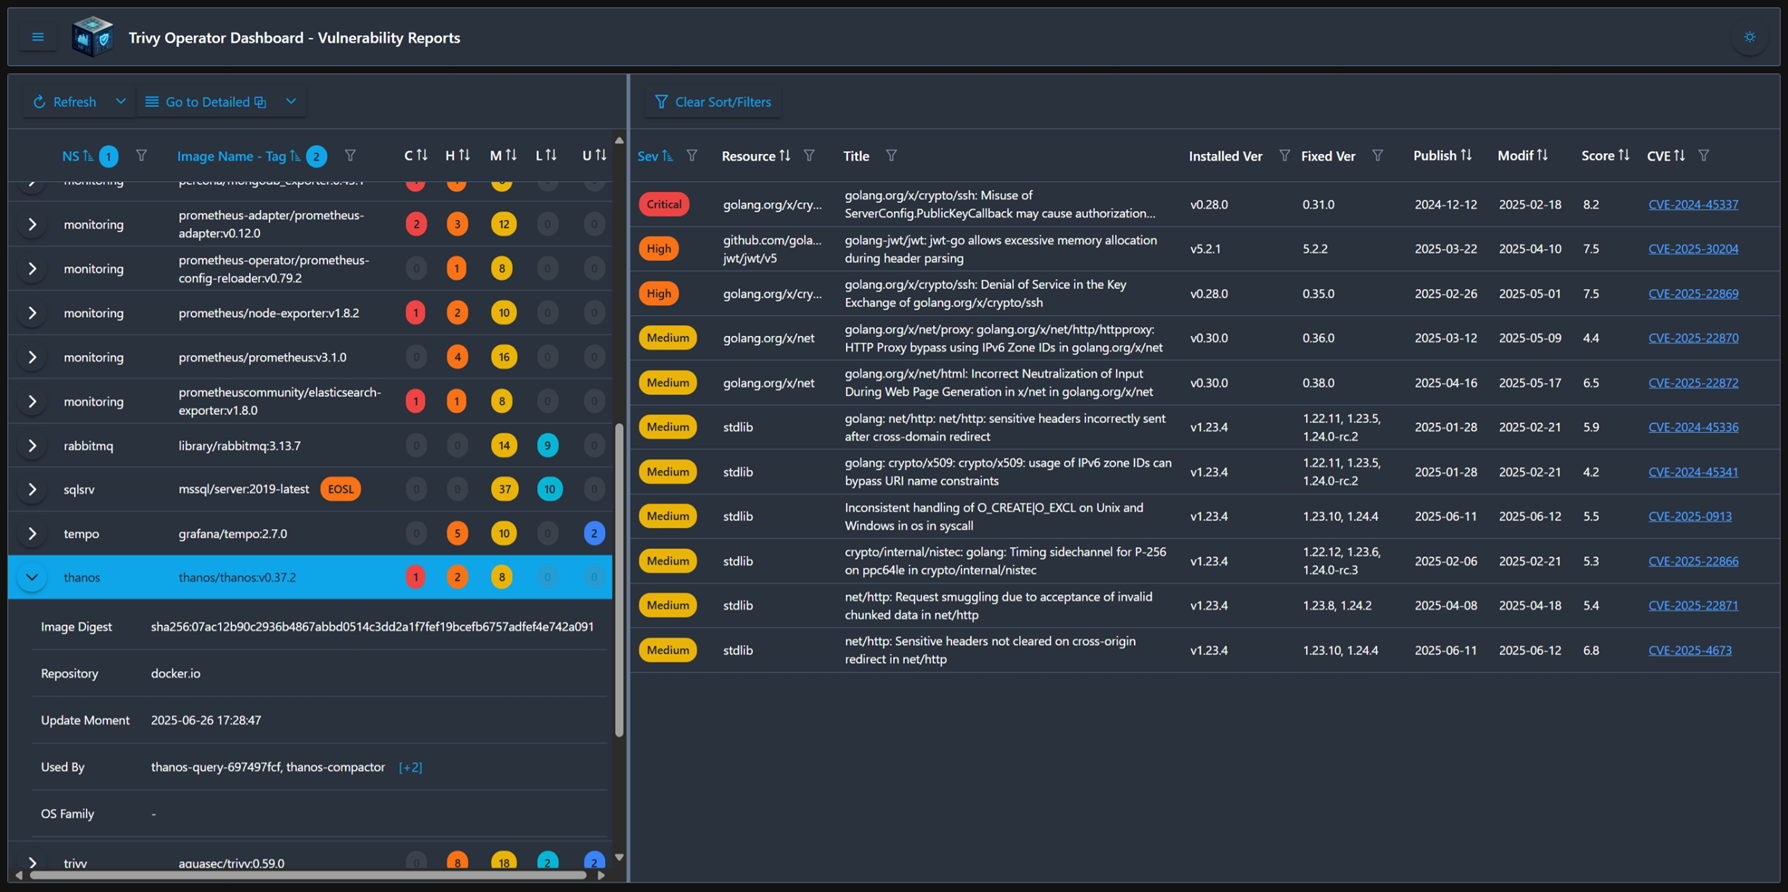 Trivy Operator Dashboard - Vulnerability Reports
Refresh
Go to Detailed
Clear Sort/Filters
NS 1 Image Name - Tag 2 C H M L U
monitoring percona/mongodb_exporter:0.43.1
monitoring prometheus-adapter/prometheus-
adapter:v0.12.0 2 3 12 0 0
monitoring prometheus-operator/prometheus-
config-reloader:v0.79.2 0 1 8 0 0
monitoring prometheus/node-exporter:v1.8.2 1 2 10 0 0
monitoring prometheus/prometheus:v3.1.0 0 4 16 0 0
monitoring prometheuscommunity/elasticsearch-
exporter:v1.8.0 1 1 8 0 0
rabbitmq library/rabbitmq:3.13.7 0 0 14 9 0
sqlsrv mssql/server:2019-latest EOSL 0 0 37 10 0
tempo grafana/tempo:2.7.0 0 5 10 0 2
thanos thanos/thanos:v0.37.2 1 2 8 0 0
Image Digest sha256:07ac12b90c2936b4867abbd0514c3dd2a1f7fef19bcefb6757adfef4e742a091
Repository docker.io
Update Moment 2025-06-26 17:28:47
Used By thanos-query-697497fcf, thanos-compactor [+2]
OS Family -
trivy aquasec/trivy:0.59.0 0 8 18 2 2
Sev Resource Title Installed Ver Fixed Ver Publish Modif Score CVE
Critical golang.org/x/cry... golang.org/x/crypto/ssh: Misuse of
ServerConfig.PublicKeyCallback may cause authorization... v0.28.0 0.31.0 2024-12-12 2025-02-18 8.2 CVE-2024-45337
High github.com/gola...
jwt/jwt/v5 golang-jwt/jwt: jwt-go allows excessive memory allocation
during header parsing v5.2.1 5.2.2 2025-03-22 2025-04-10 7.5 CVE-2025-30204
High golang.org/x/cry... golang.org/x/crypto/ssh: Denial of Service in the Key
Exchange of golang.org/x/crypto/ssh v0.28.0 0.35.0 2025-02-26 2025-05-01 7.5 CVE-2025-22869
Medium golang.org/x/net golang.org/x/net/proxy: golang.org/x/net/http/httpproxy:
HTTP Proxy bypass using IPv6 Zone IDs in golang.org/x/net v0.30.0 0.36.0 2025-03-12 2025-05-09 4.4 CVE-2025-22870
Medium golang.org/x/net golang.org/x/net/html: Incorrect Neutralization of Input
During Web Page Generation in x/net in golang.org/x/net v0.30.0 0.38.0 2025-04-16 2025-05-17 6.5 CVE-2025-22872
Medium stdlib golang: net/http: net/http: sensitive headers incorrectly sent
after cross-domain redirect v1.23.4 1.22.11, 1.23.5,
1.24.0-rc.2 2025-01-28 2025-02-21 5.9 CVE-2024-45336
Medium stdlib golang: crypto/x509: crypto/x509: usage of IPv6 zone IDs can
bypass URI name constraints v1.23.4 1.22.11, 1.23.5,
1.24.0-rc.2 2025-01-28 2025-02-21 4.2 CVE-2024-45341
Medium stdlib Inconsistent handling of O_CREATE|O_EXCL on Unix and
Windows in os in syscall v1.23.4 1.23.10, 1.24.4 2025-06-11 2025-06-12 5.5 CVE-2025-0913
Medium stdlib crypto/internal/nistec: golang: Timing sidechannel for P-256
on ppc64le in crypto/internal/nistec v1.23.4 1.22.12, 1.23.6,
1.24.0-rc.3 2025-02-06 2025-02-21 5.3 CVE-2025-22866
Medium stdlib net/http: Request smuggling due to acceptance of invalid
chunked data in net/http v1.23.4 1.23.8, 1.24.2 2025-04-08 2025-04-18 5.4 CVE-2025-22871
Medium stdlib net/http: Sensitive headers not cleared on cross-origin
redirect in net/http v1.23.4 1.23.10, 1.24.4 2025-06-11 2025-06-12 6.8 CVE-2025-4673